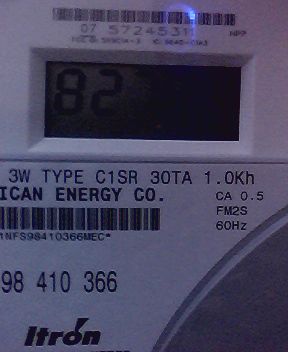 07 57245311 NPP
82
3W TYPE C1SR 30TA 1.0Kh
ICAN ENERGY CO. CA 0.5
FM2S
60Hz
1NFS98410366MEC*
98 410 366
Itron